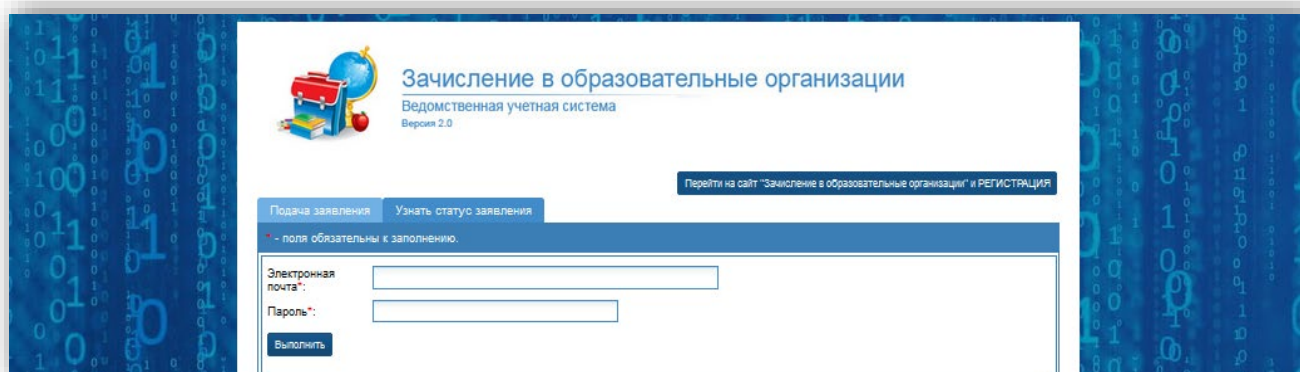 Зачисление в образовательные организации
Ведомственная учетная система
Версия 2.0
Перейти на сайт "Зачисление в образовательные организации" и РЕГИСТРАЦИЯ
Подача заявления Узнать статус заявления
* - поля обязательны к заполнению.
Электронная
почта*:
Пароль*:
Выполнить